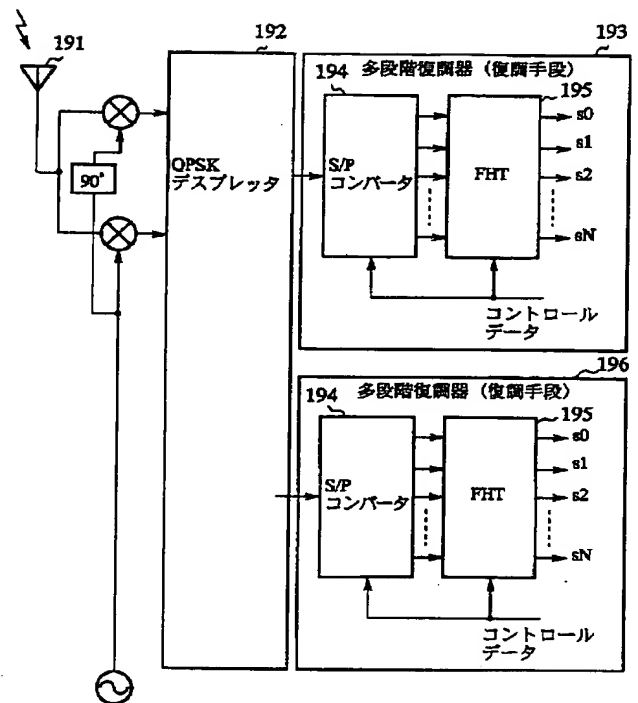 191
192
193
多段階復調器（復調手段）
194
195
90°
QPSK
デスプレッタ
S/P
コンバータ
FHT
s0
s1
s2
sN
コントロール
データ
196
多段階復調器（復調手段）
194
195
S/P
コンバータ
FHT
s0
s1
s2
sN
コントロール
データ